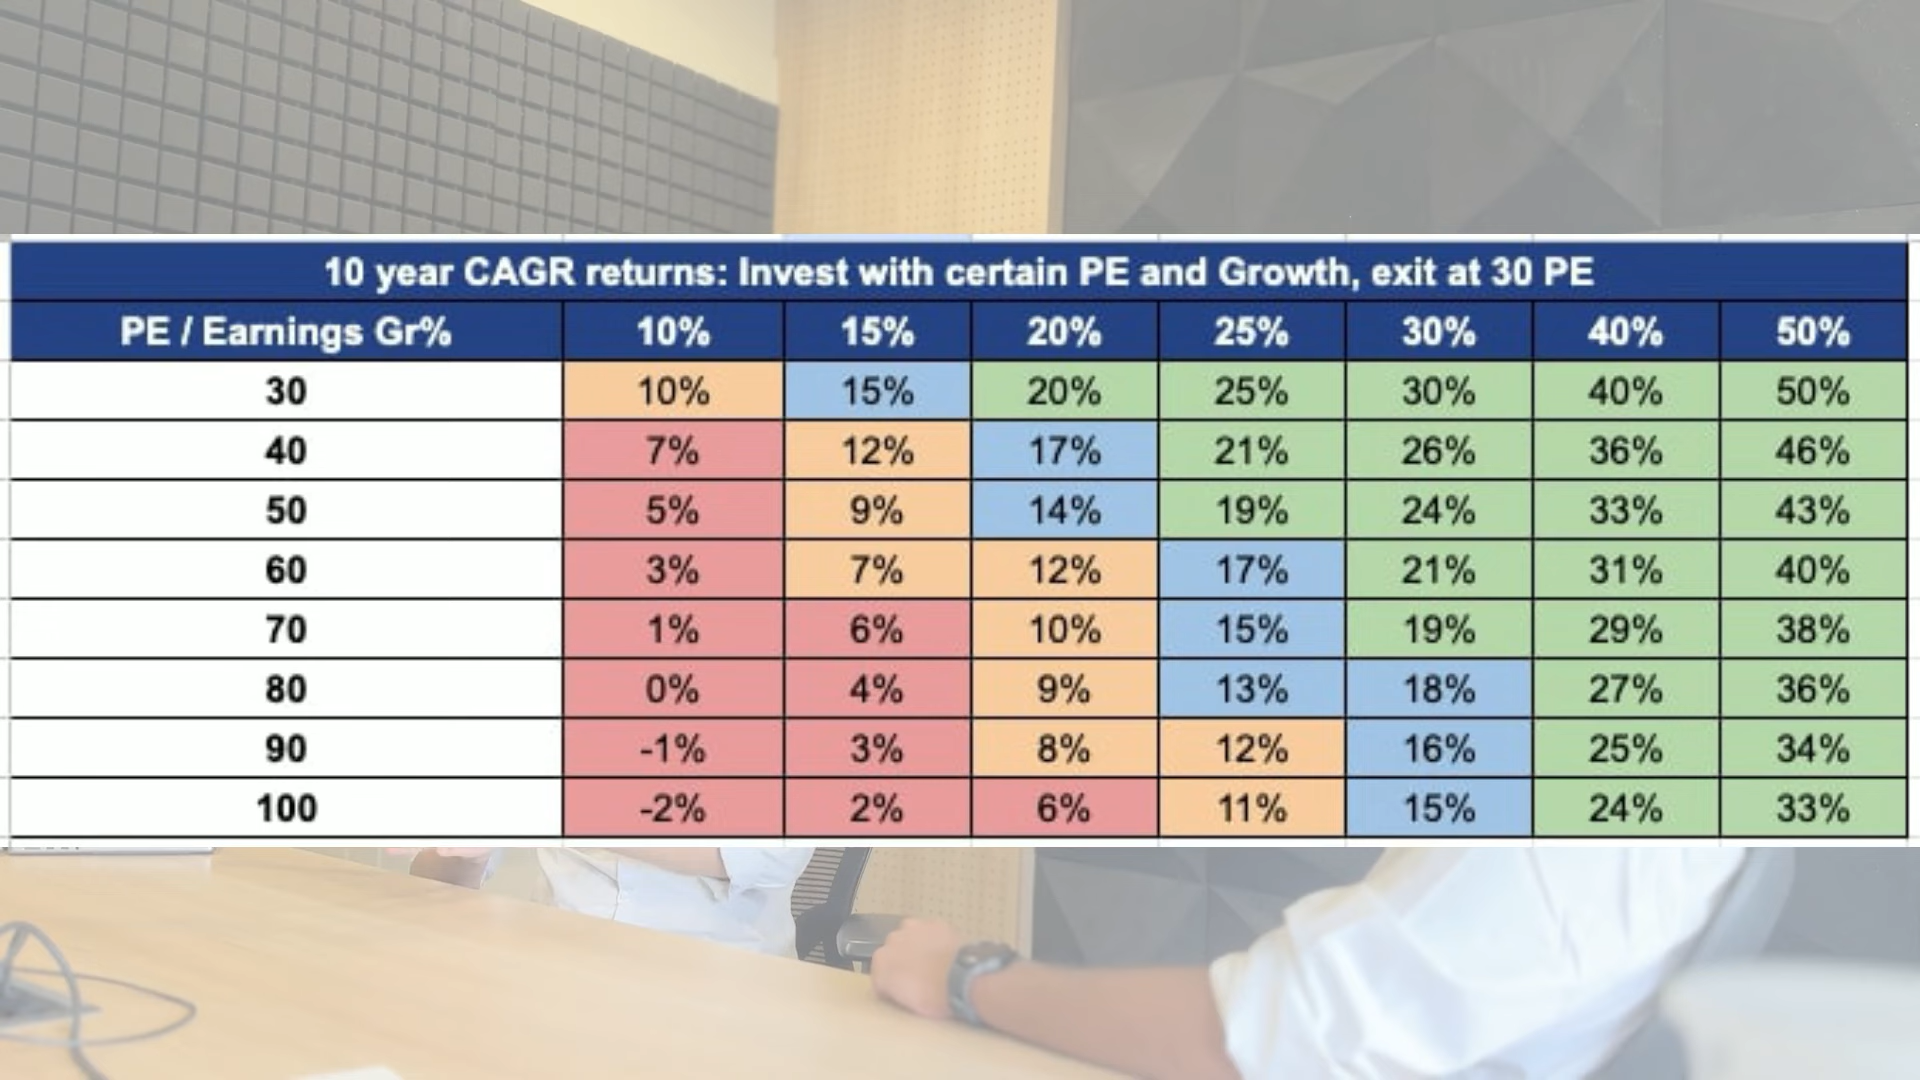 10 year CAGR returns: Invest with certain PE and Growth, exit at 30 PE
PE / Earnings Gr% 10% 15% 20% 25% 30% 40% 50%
30 10% 15% 20% 25% 30% 40% 50%
40 7% 12% 17% 21% 26% 36% 46%
50 5% 9% 14% 19% 24% 33% 43%
60 3% 7% 12% 17% 21% 31% 40%
70 1% 6% 10% 15% 19% 29% 38%
80 0% 4% 9% 13% 18% 27% 36%
90 -1% 3% 8% 12% 16% 25% 34%
100 -2% 2% 6% 11% 15% 24% 33%